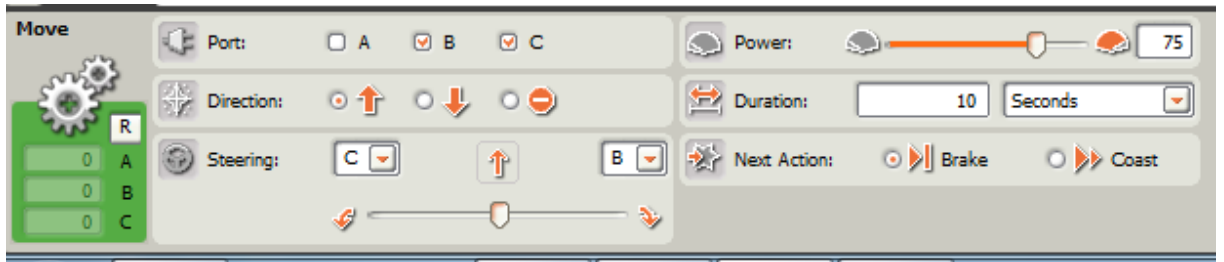 Move
Port: A B C
Power: 75
Direction:
Duration: 10 Seconds
R
0 A
0 B
0 C
Steering: C B
Next Action: Brake Coast